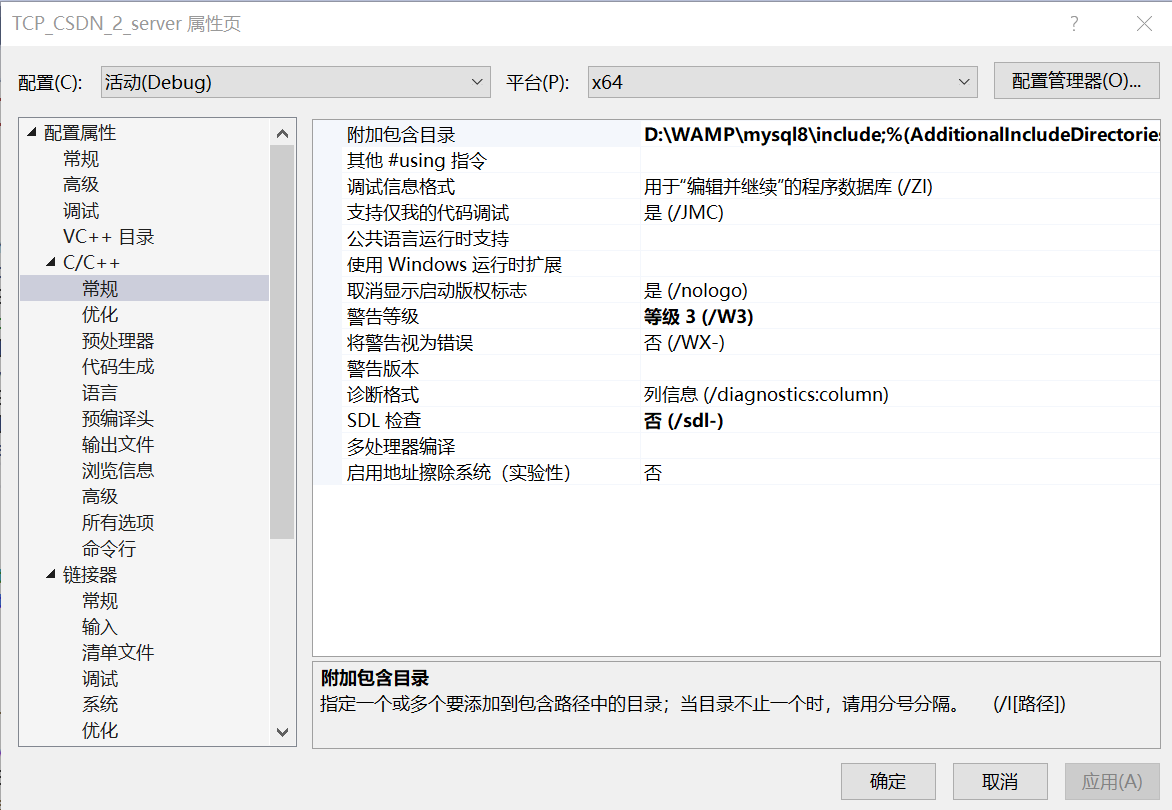 TCP_CSDN_2_server 属性页
配置(C): 活动(Debug) 平台(P): x64 配置管理器(O)...
配置属性
常规
高级
调试
VC++ 目录
C/C++
常规
优化
预处理器
代码生成
语言
预编译头
输出文件
浏览信息
高级
所有选项
命令行
链接器
常规
输入
清单文件
调试
系统
优化
附加包含目录 D:\WAMP\mysql8\include;%(AdditionalIncludeDirectories
其他 #using 指令
调试信息格式 用于“编辑并继续”的程序数据库 (/ZI)
支持仅我的代码调试 是 (/JMC)
公共语言运行时支持
使用 Windows 运行时扩展
取消显示启动版权标志 是 (/nologo)
警告等级 等级 3 (/W3)
将警告视为错误 否 (/WX-)
警告版本
诊断格式 列信息 (/diagnostics:column)
SDL 检查 否 (/sdl-)
多处理器编译
启用地址擦除系统（实验性） 否
附加包含目录
指定一个或多个要添加到包含路径中的目录；当目录不止一个时，请用分号分隔。 (/I[路径])
确定 取消 应用(A)